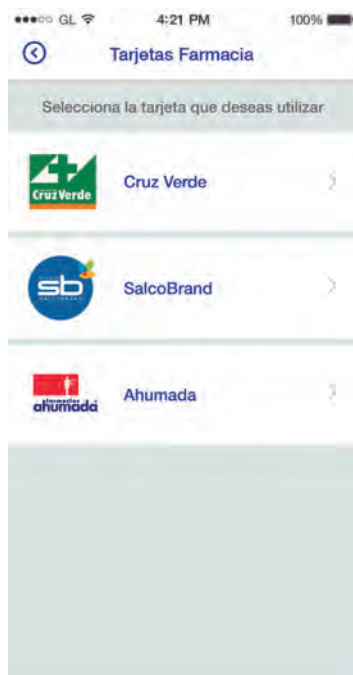 GL 4:21 PM 100%
Tarjetas Farmacia
Selecciona la tarjeta que deseas utilizar
Cruz Verde
Cruz Verde
sb
SalcoBrand
ahumada
Ahumada